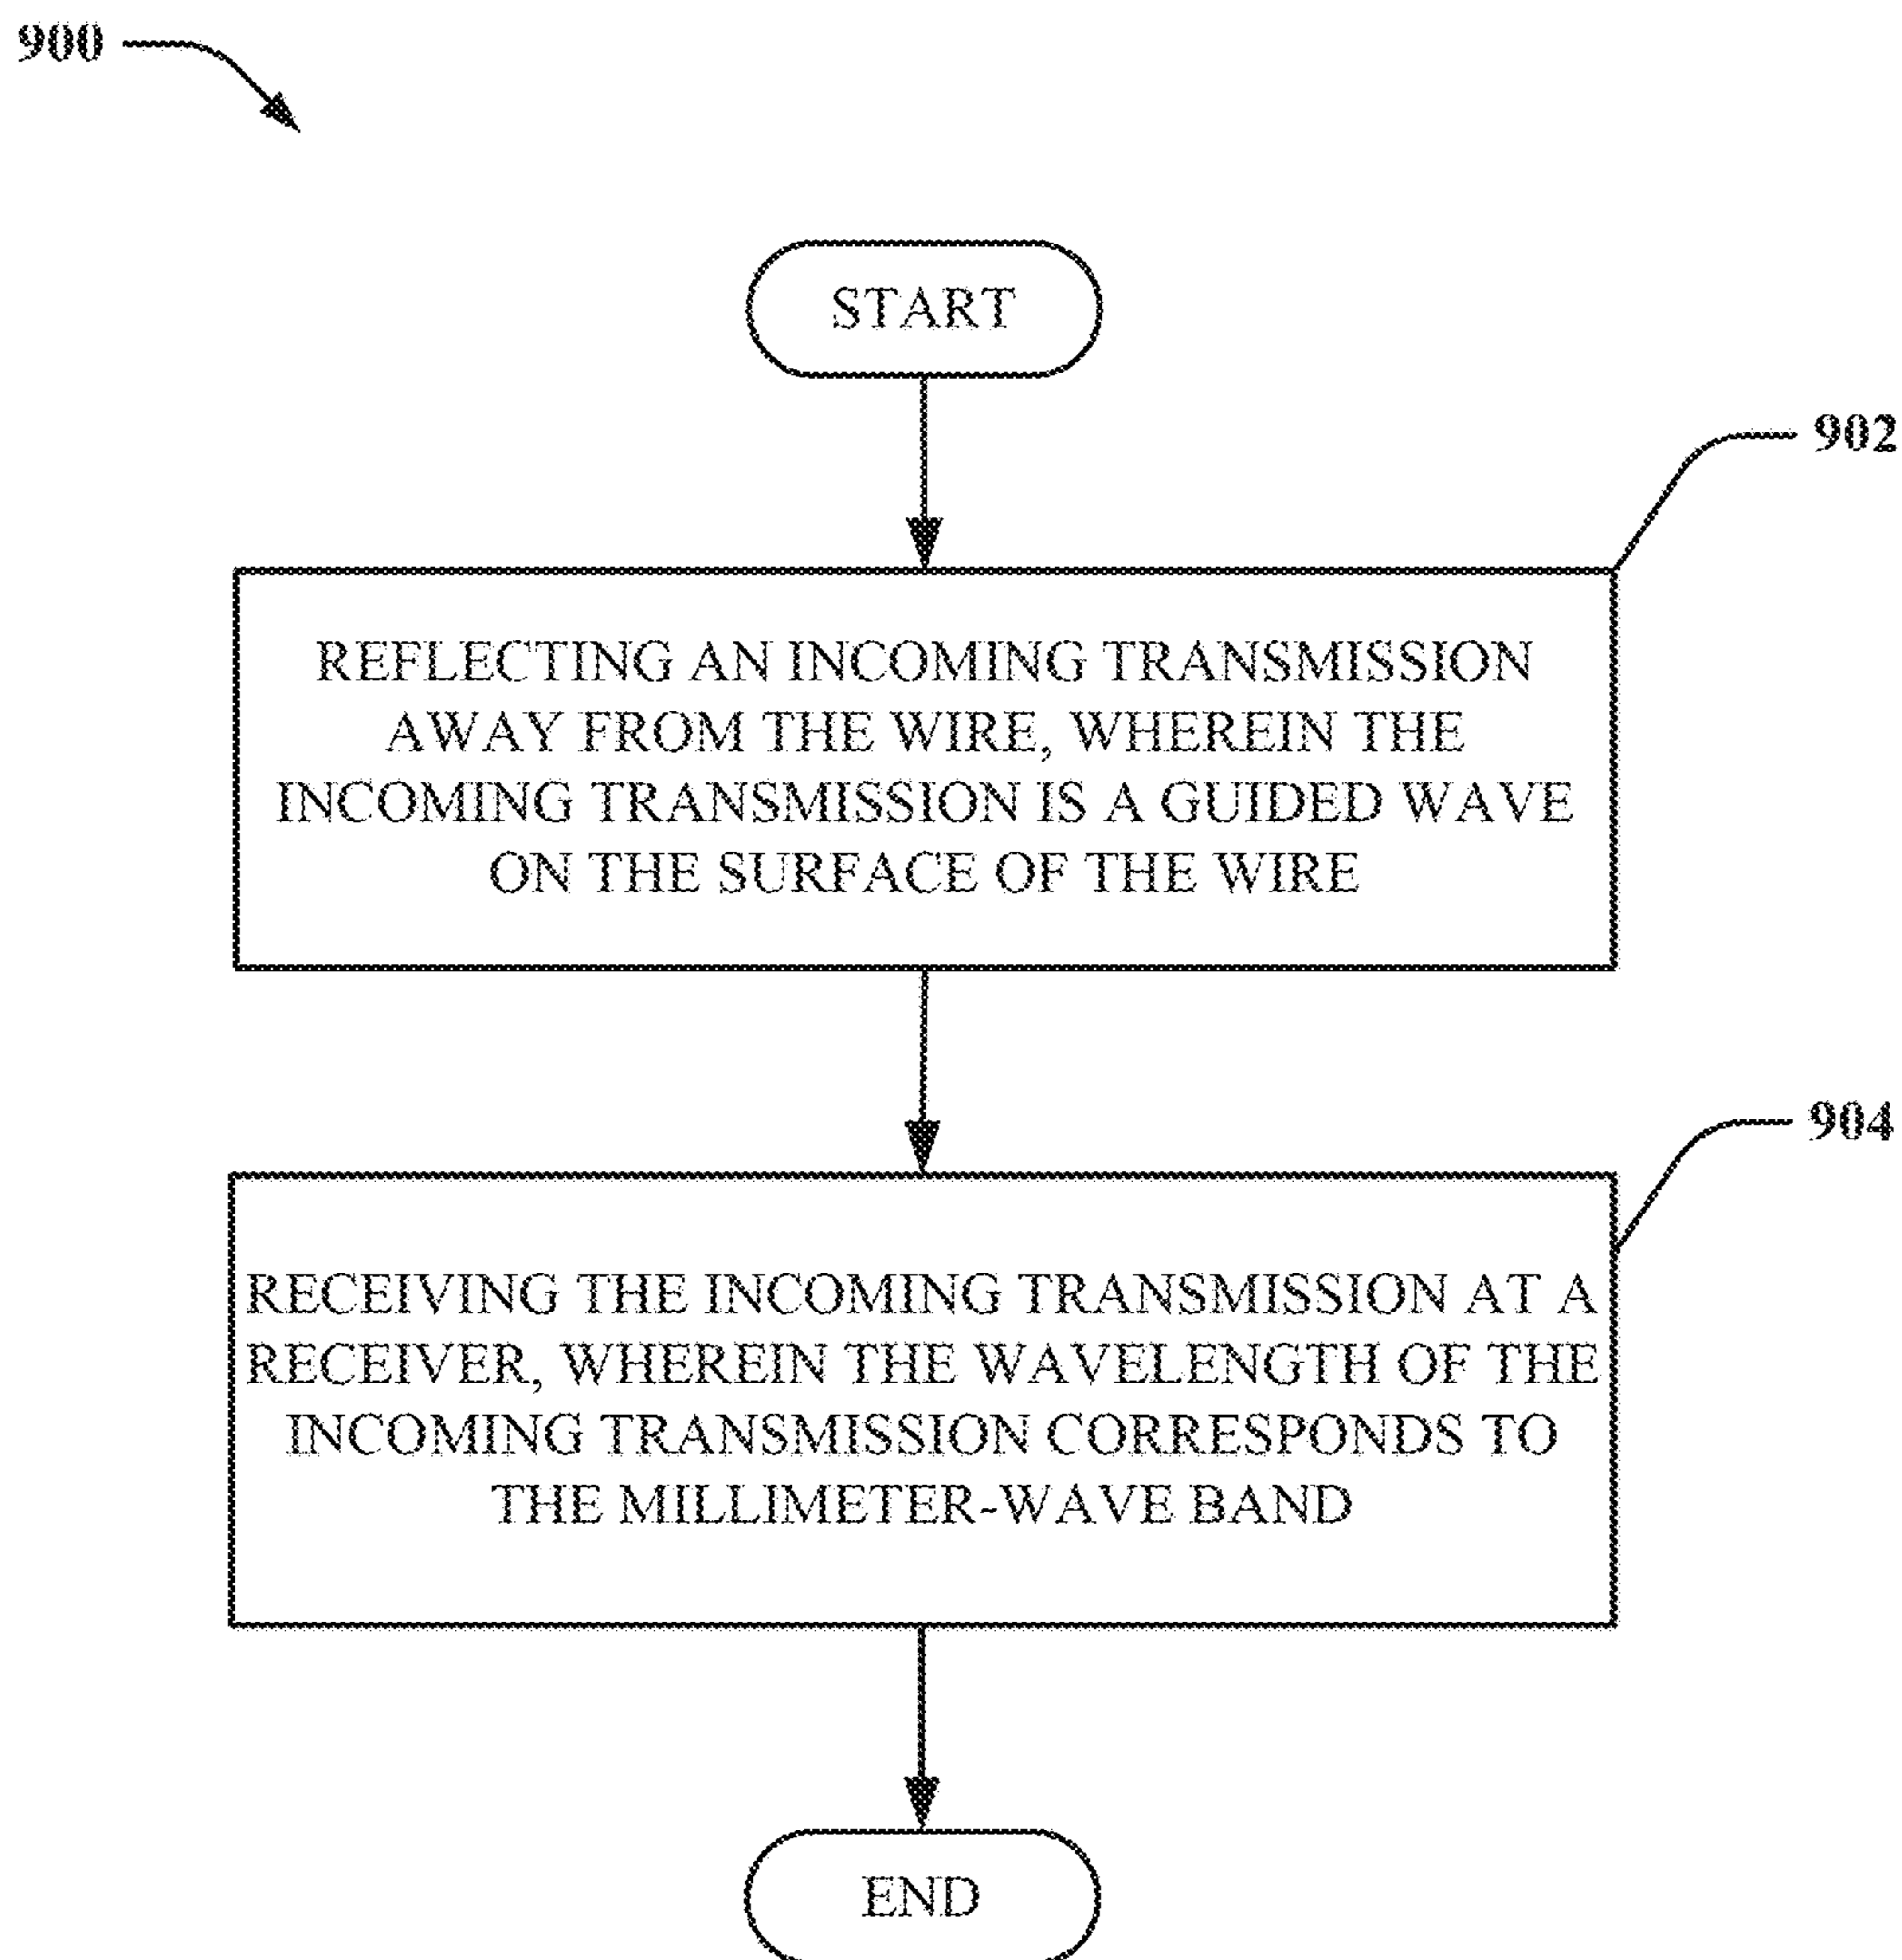 900
START
902
REFLECTING AN INCOMING TRANSMISSION
AWAY FROM THE WIRE, WHEREIN THE
INCOMING TRANSMISSION IS A GUIDED WAVE
ON THE SURFACE OF THE WIRE
904
RECEIVING THE INCOMING TRANSMISSION AT A
RECEIVER, WHEREIN THE WAVELENGTH OF THE
INCOMING TRANSMISSION CORRESPONDS TO
THE MILLIMETER-WAVE BAND
END